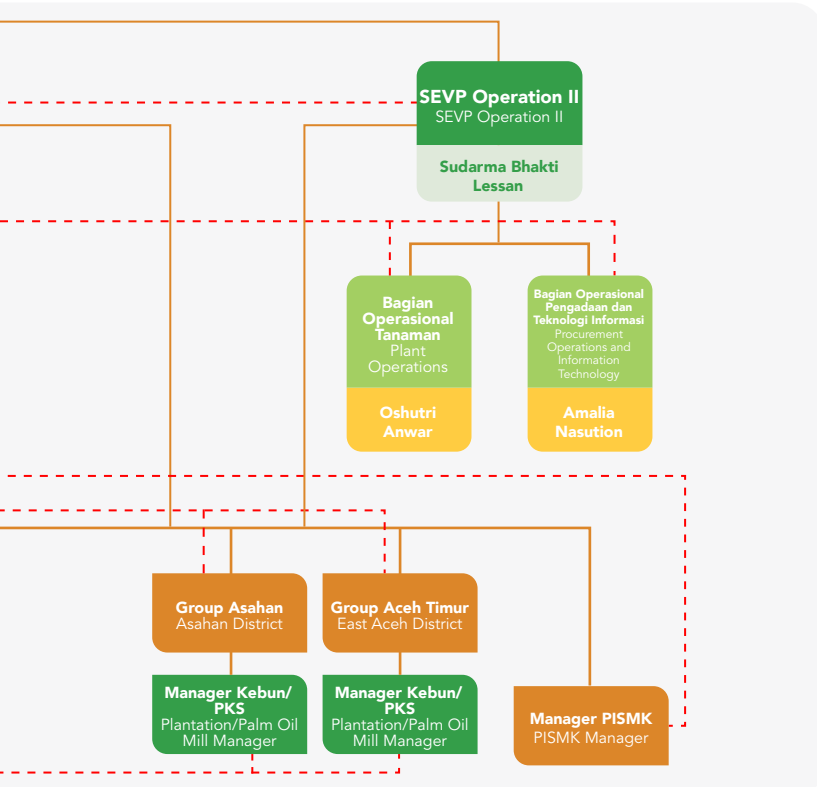 SEVP Operation II
SEVP Operation II
Sudarma Bhakti
Lessan
Bagian
Operasional
Tanaman
Plant
Operations
Oshutri
Anwar
Bagian Operasional
Pengadaan dan
Teknologi Informasi
Procurement
Operations and
Information
Technology
Amalia
Nasution
Group Asahan
Asahan District
Group Aceh Timur
East Aceh District
Manager Kebun/
PKS
Plantation/Palm Oil
Mill Manager
Manager Kebun/
PKS
Plantation/Palm Oil
Mill Manager
Manager PISMK
PISMK Manager